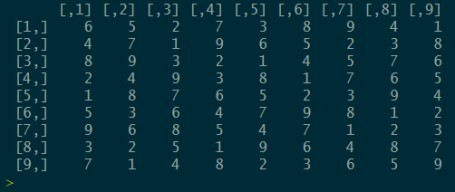 [,1] [,2] [,3] [,4] [,5] [,6] [,7] [,8] [,9]
[1,] 6 5 2 7 3 8 9 4 1
[2,] 4 7 1 9 6 5 2 3 8
[3,] 8 9 3 2 1 4 5 7 6
[4,] 2 4 9 3 8 1 7 6 5
[5,] 1 8 7 6 5 2 3 9 4
[6,] 5 3 6 4 7 9 8 1 2
[7,] 9 6 8 5 4 7 1 2 3
[8,] 3 2 5 1 9 6 4 8 7
[9,] 7 1 4 8 2 3 6 5 9
>